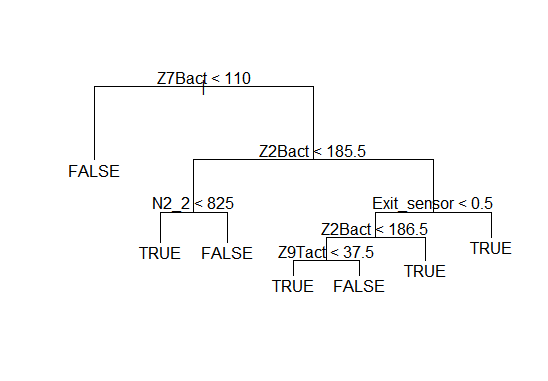 Z7Bact < 110
Z2Bact < 185.5
FALSE
N2_2 < 825
Exit_sensor < 0.5
Z2Bact < 186.5
TRUE
FALSE
Z9Tact < 37.5
TRUE
TRUE
TRUE
FALSE